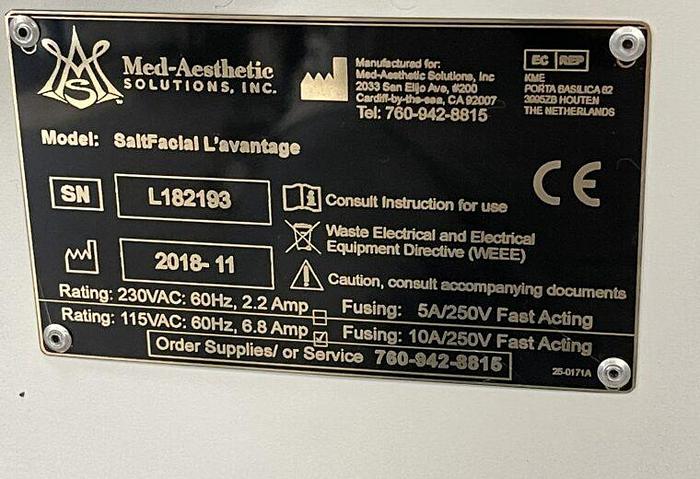 Med-Aesthetic
SOLUTIONS, INC.
Manufactured for:
Med-Aesthetic Solutions, Inc
2033 San Elijo Ave, #200
Cardiff-by-the-sea, CA 92007
Tel: 760-942-8815
EC REP
KME
PORTA BASILICA 62
3995ZB HOUTEN
THE NETHERLANDS
Model: SaltFacial L'avantage
SN L182193
Consult Instruction for use
CE
2018-11
Waste Electrical and Electrical
Equipment Directive (WEEE)
Caution, consult accompanying documents
Rating: 230VAC: 60Hz, 2.2 Amp Fusing: 5A/250V Fast Acting
Rating: 115VAC: 60Hz, 6.8 Amp Fusing: 10A/250V Fast Acting
Order Supplies/ or Service 760-942-8815
25-0171A